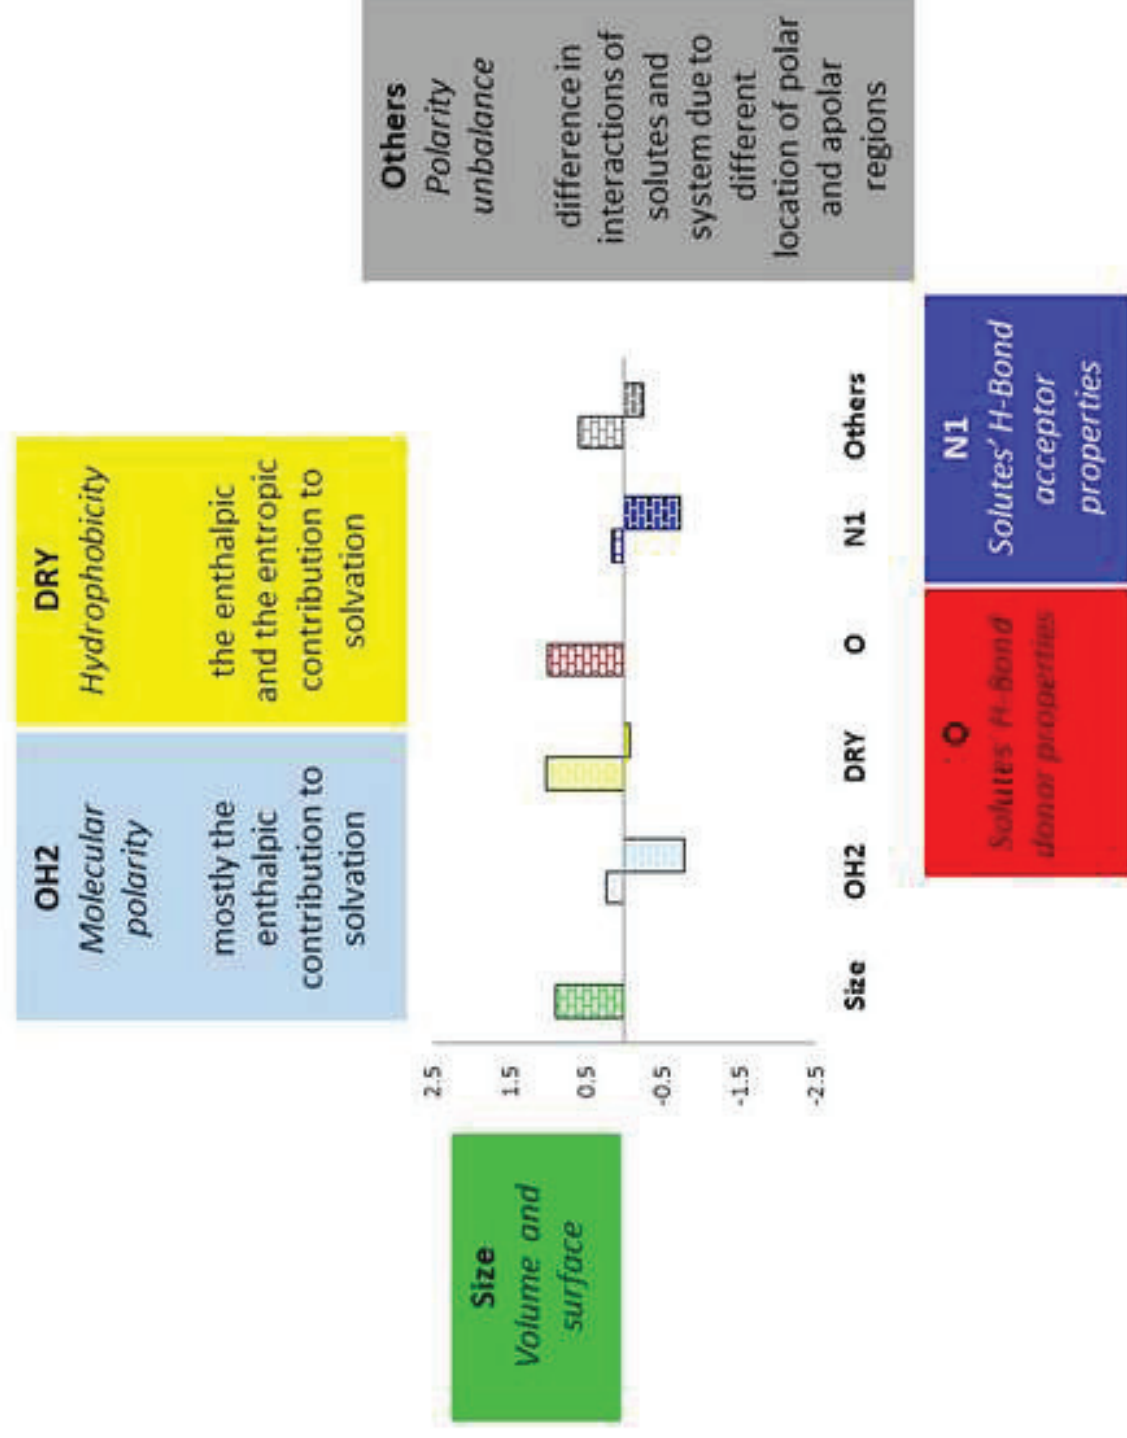 OH2
Molecular
polarity
mostly the
enthalpic
contribution to
solvation
DRY
Hydrophobicity
the enthalpic
and the entropic
contribution to
solvation
Size
Volume and
surface
2.5
1.5
0.5
-0.5
-1.5
-2.5
Size
OH2
DRY
O
N1
Others
Others
Polarity
unbalance
difference in
interactions of
solutes and
system due to
different
location of polar
and apolar
regions
O
Solutes' H-Bond
donor properties
N1
Solutes' H-Bond
acceptor
properties